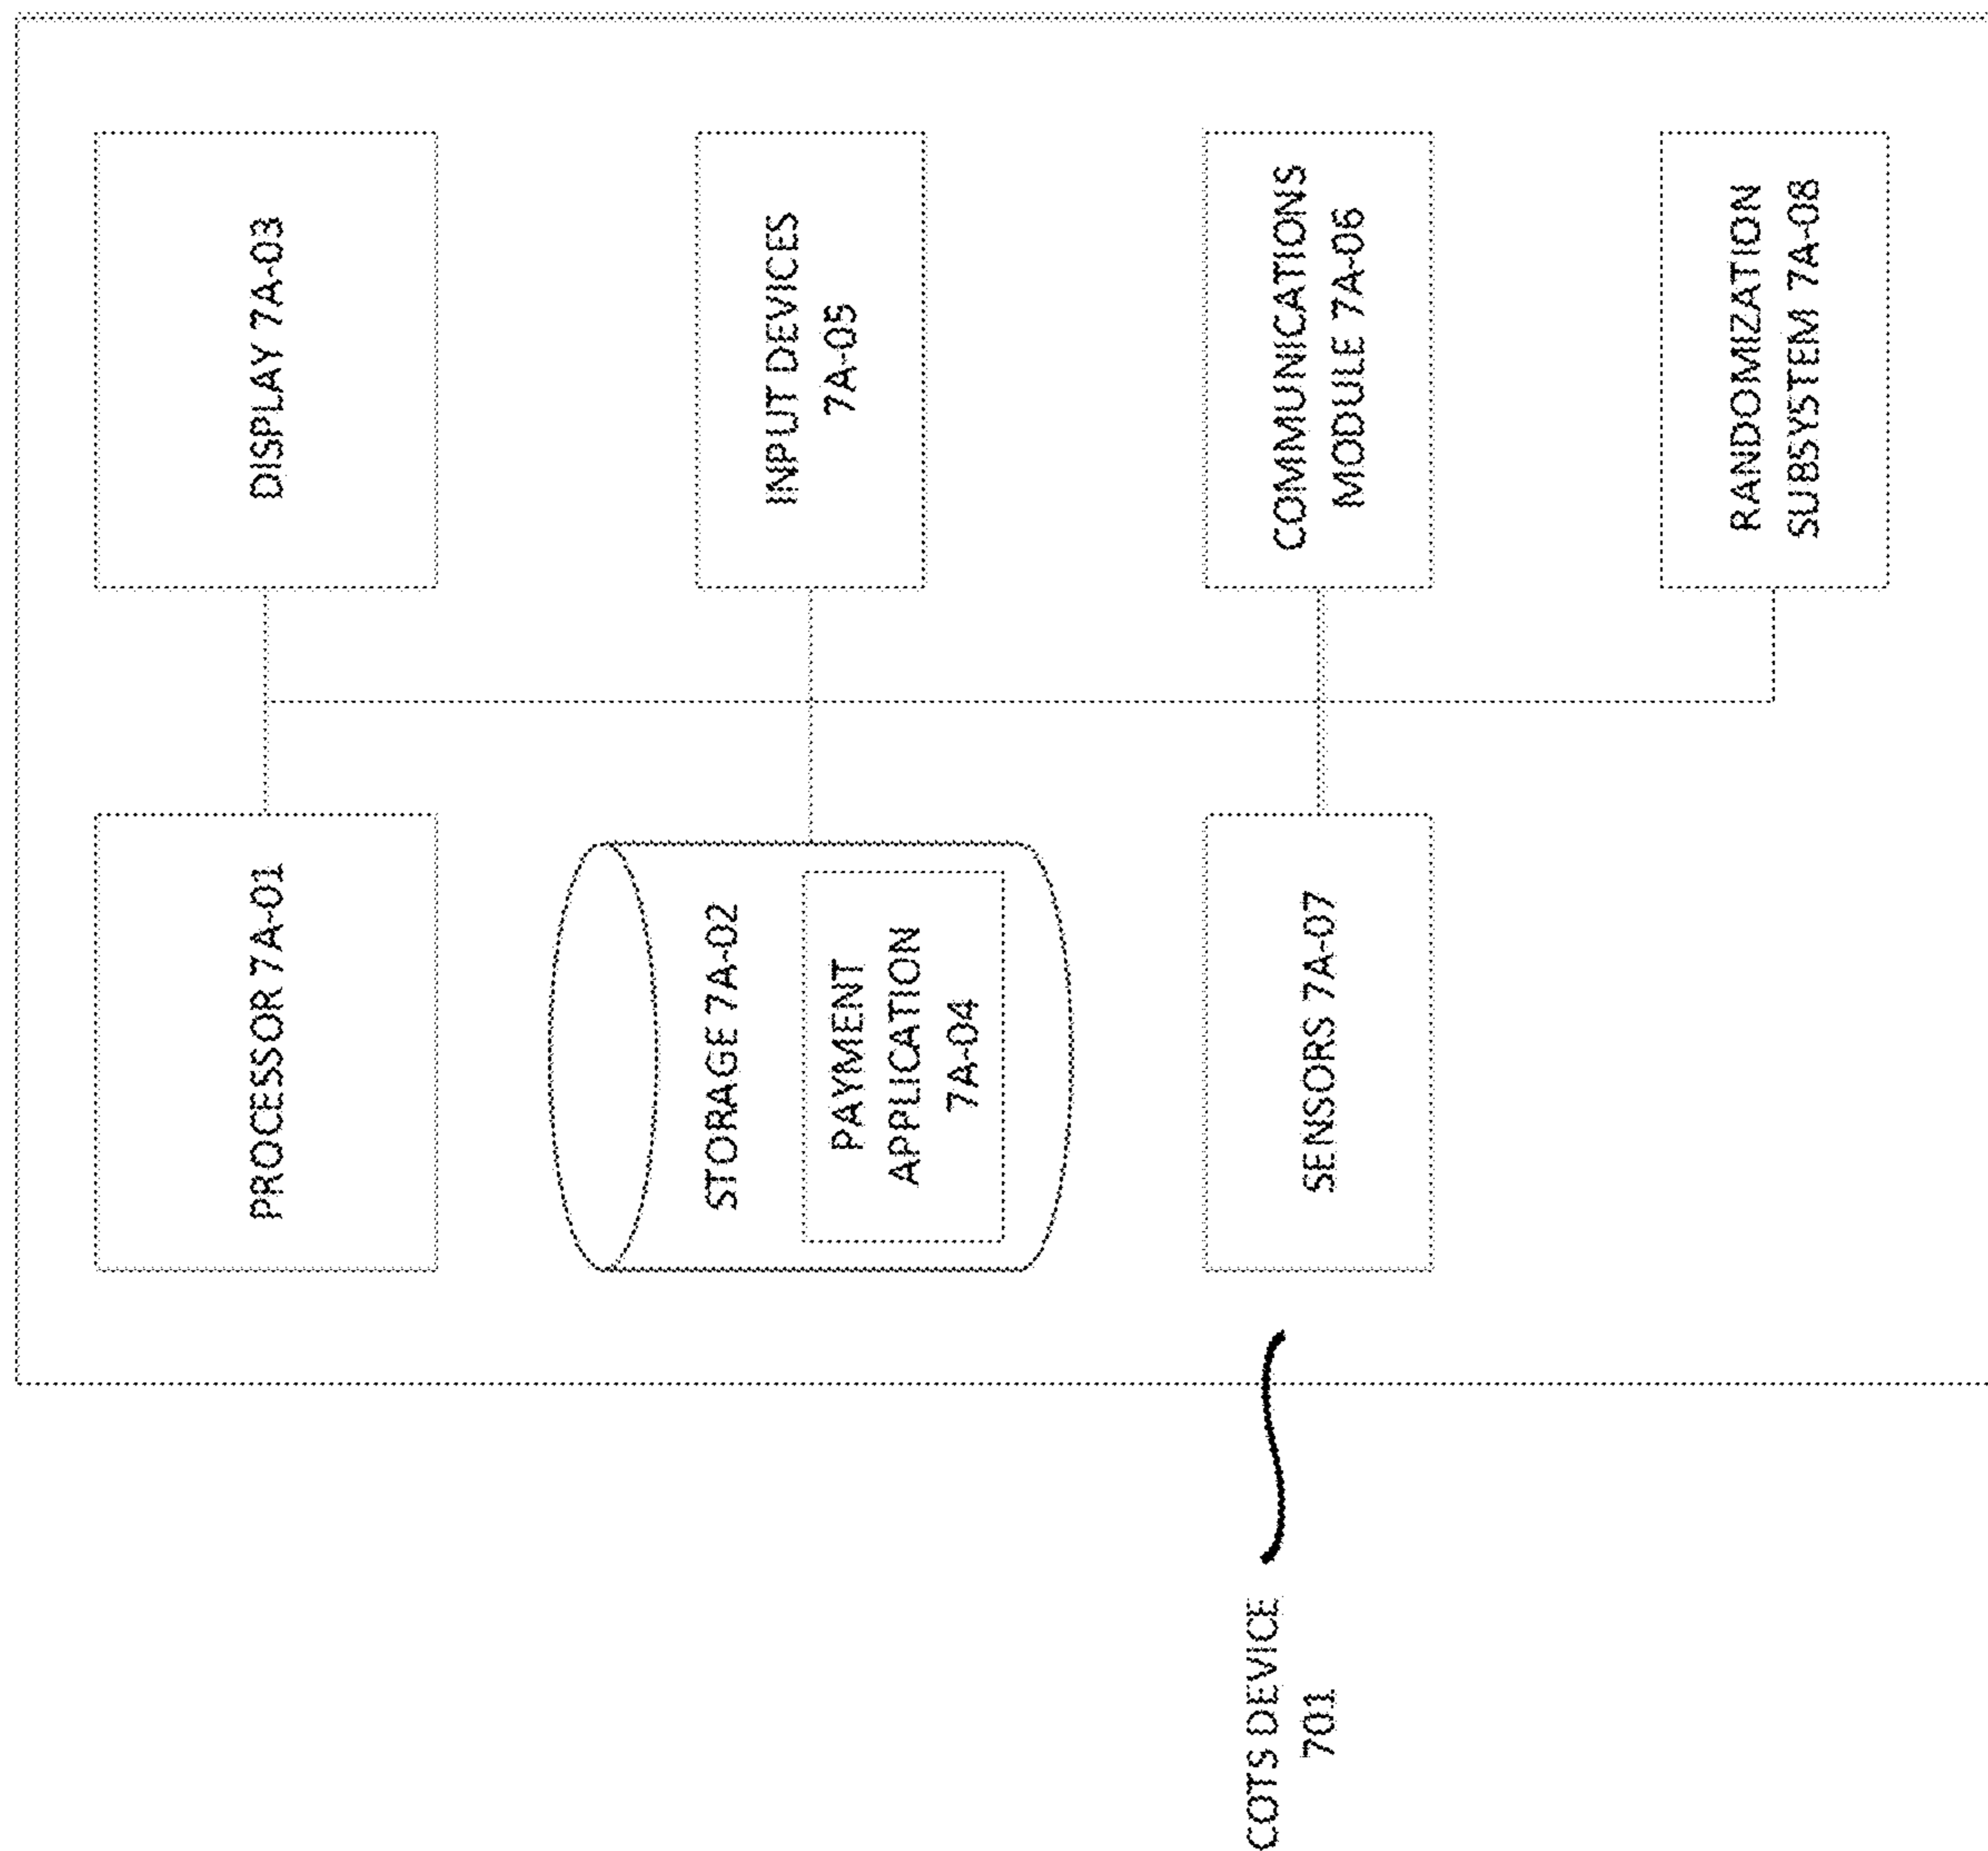 PROCESSOR 7A-01
DISPLAY 7A-03
STORAGE 7A-02
PAYMENT
APPLICATION
7A-04
INPUT DEVICES
7A-05
SENSORS 7A-07
COMMUNICATIONS
MODULE 7A-06
RANDOMIZATION
SUBSYSTEM 7A-08
COTS DEVICE
701